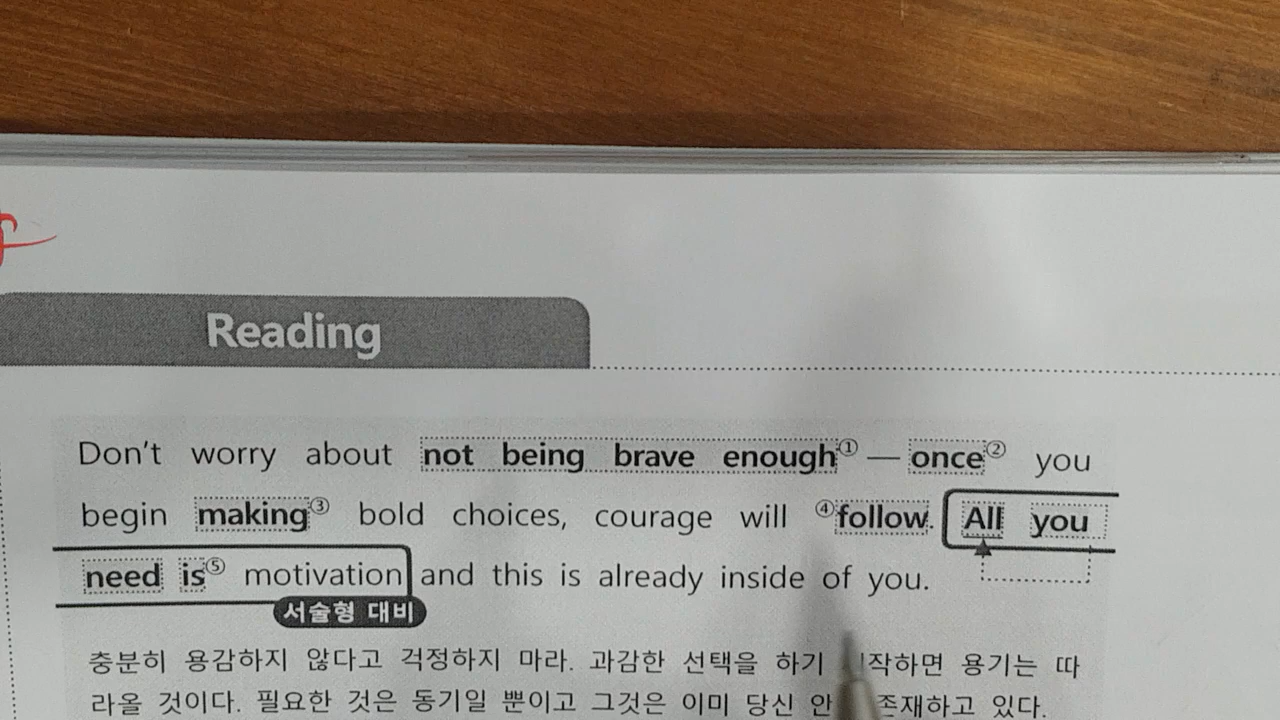 Reading
Don't worry about not being brave enough① — once② you
begin making③ bold choices, courage will ④follow. All you
need is⑤ motivation and this is already inside of you.
서술형 대비
충분히 용감하지 않다고 걱정하지 마라. 과감한 선택을 하기 시작하면 용기는 따
라올 것이다. 필요한 것은 동기일 뿐이고 그것은 이미 당신 안 존재하고 있다.